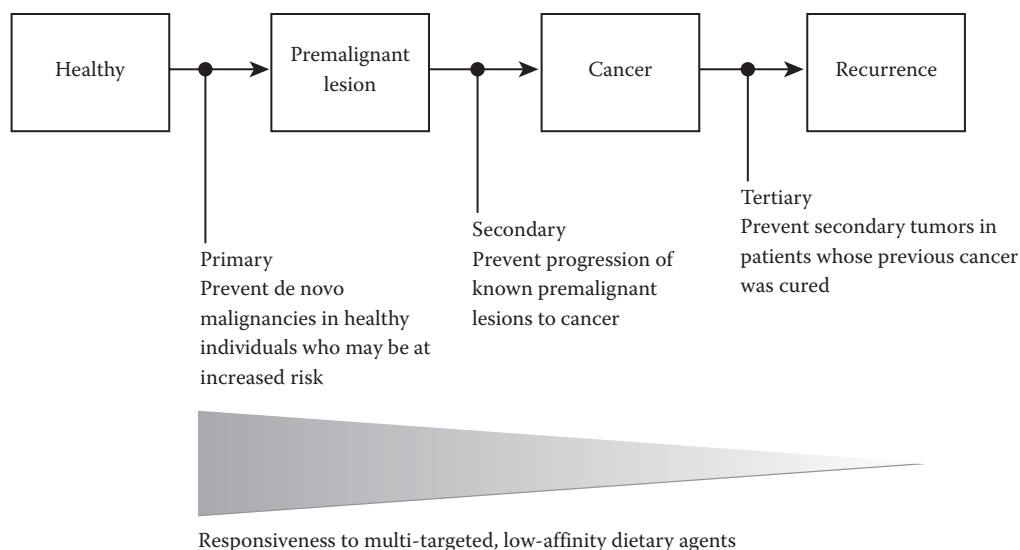 Healthy
Premalignant
lesion
Cancer
Recurrence
Primary
Prevent de novo
malignancies in healthy
individuals who may be at
increased risk
Secondary
Prevent progression of
known premalignant
lesions to cancer
Tertiary
Prevent secondary tumors in
patients whose previous cancer
was cured
Responsiveness to multi-targeted, low-affinity dietary agents